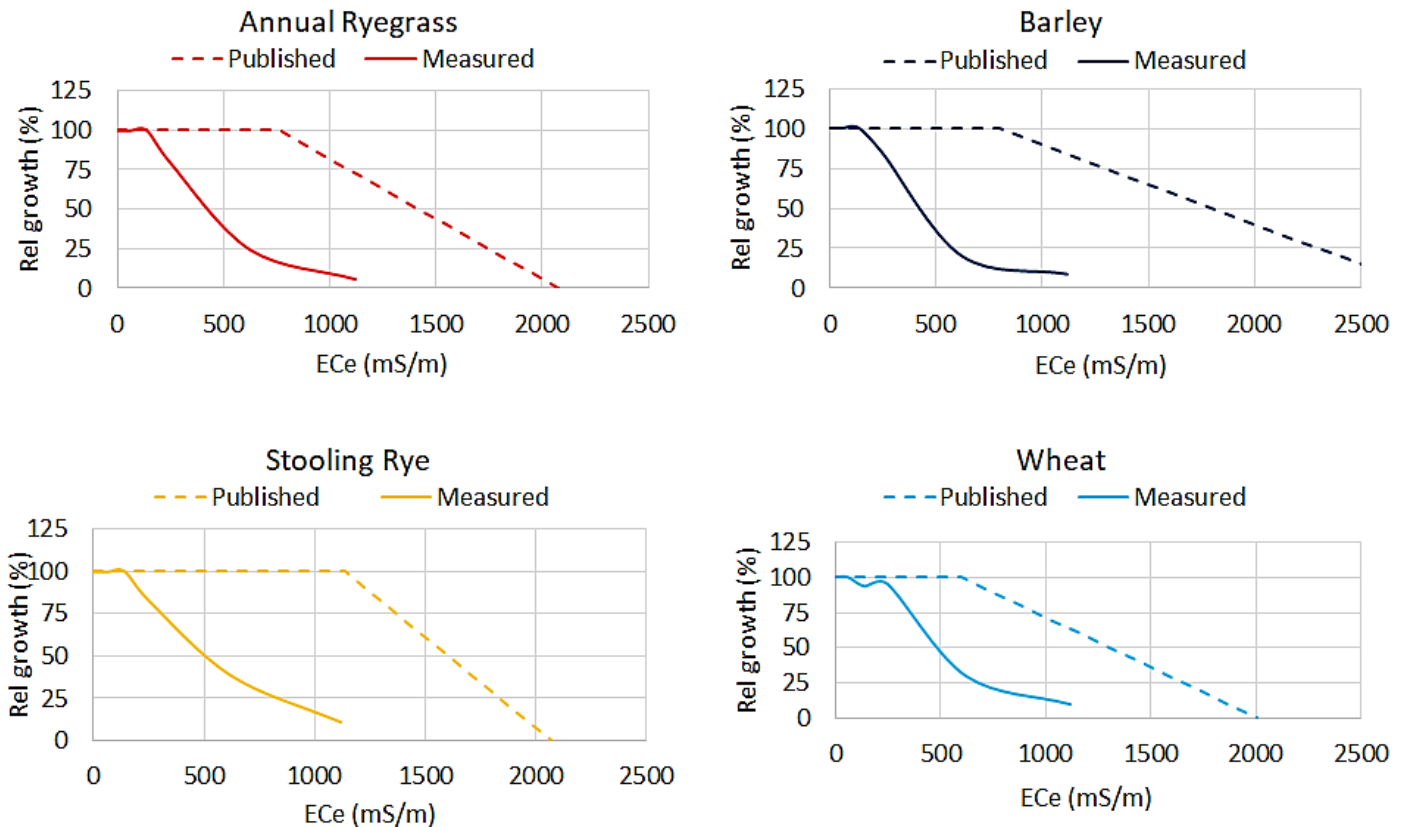 Annual Ryegrass
Published Measured
Rel growth (%)
125
100
75
50
25
0
0 500 1000 1500 2000 2500
ECe (mS/m)
Barley
Published Measured
Rel growth (%)
125
100
75
50
25
0
0 500 1000 1500 2000 2500
ECe (mS/m)
Stooling Rye
Published Measured
Rel growth (%)
125
100
75
50
25
0
0 500 1000 1500 2000 2500
ECe (mS/m)
Wheat
Published Measured
Rel growth (%)
125
100
75
50
25
0
0 500 1000 1500 2000 2500
ECe (mS/m)